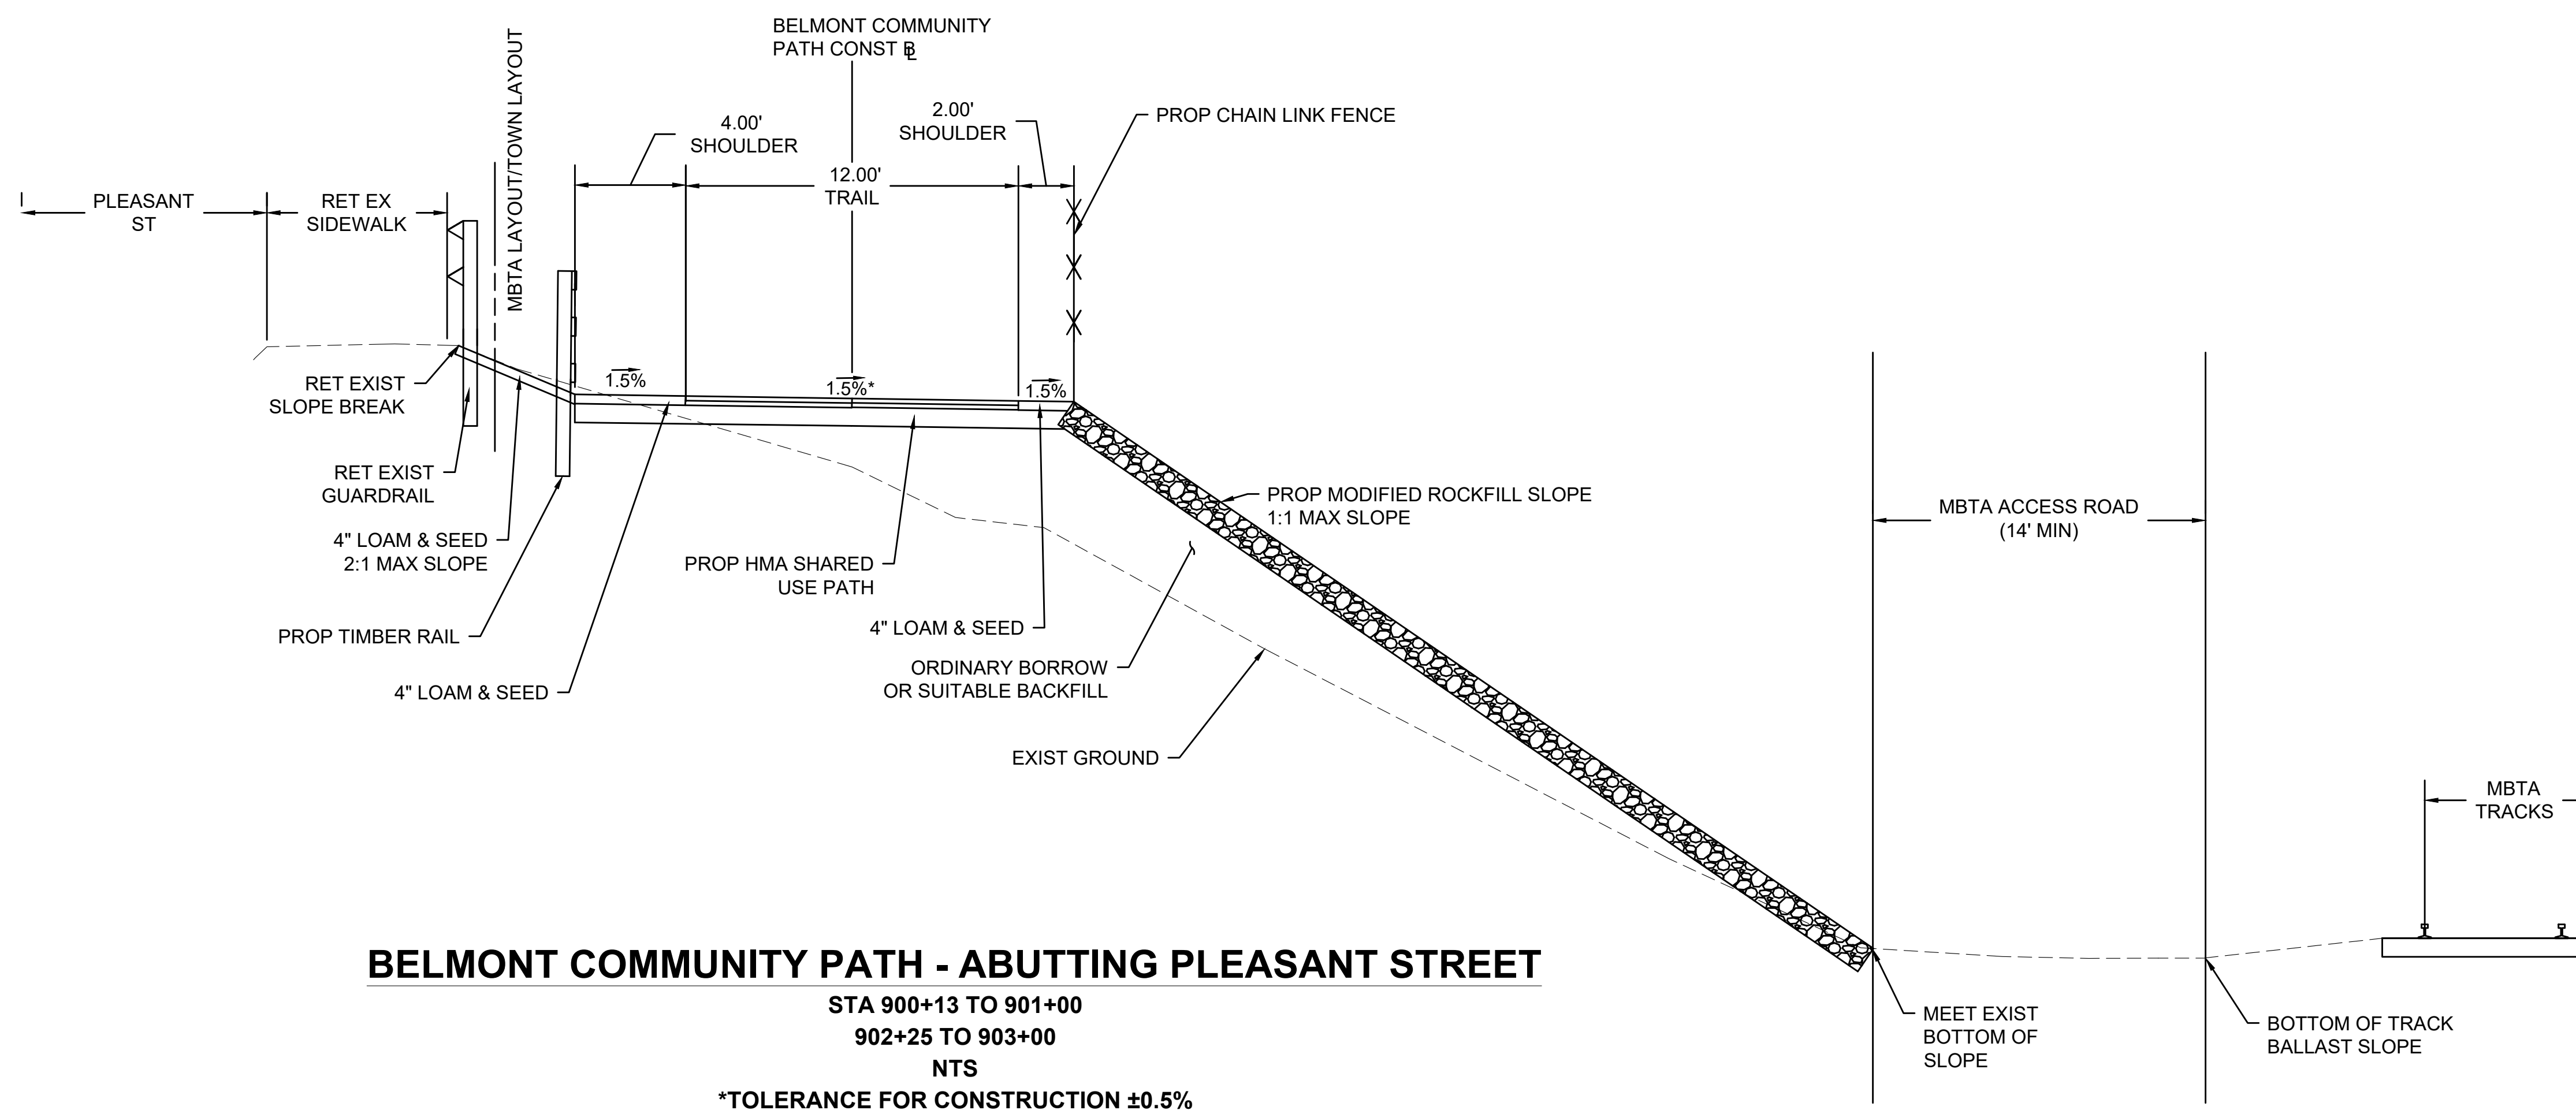 BELMONT COMMUNITY
PATH CONST BL
MBTA LAYOUT/TOWN LAYOUT
4.00'
SHOULDER
2.00'
SHOULDER
PROP CHAIN LINK FENCE
PLEASANT
ST
RET EX
SIDEWALK
12.00'
TRAIL
1.5%
1.5%*
1.5%
RET EXIST
SLOPE BREAK
RET EXIST
GUARDRAIL
4" LOAM & SEED
2:1 MAX SLOPE
PROP TIMBER RAIL
4" LOAM & SEED
PROP HMA SHARED
USE PATH
4" LOAM & SEED
ORDINARY BORROW
OR SUITABLE BACKFILL
EXIST GROUND
PROP MODIFIED ROCKFILL SLOPE
1:1 MAX SLOPE
MBTA ACCESS ROAD
(14' MIN)
MBTA
TRACKS
MEET EXIST
BOTTOM OF
SLOPE
BOTTOM OF TRACK
BALLAST SLOPE
BELMONT COMMUNITY PATH - ABUTTING PLEASANT STREET
STA 900+13 TO 901+00
902+25 TO 903+00
NTS
*TOLERANCE FOR CONSTRUCTION ±0.5%